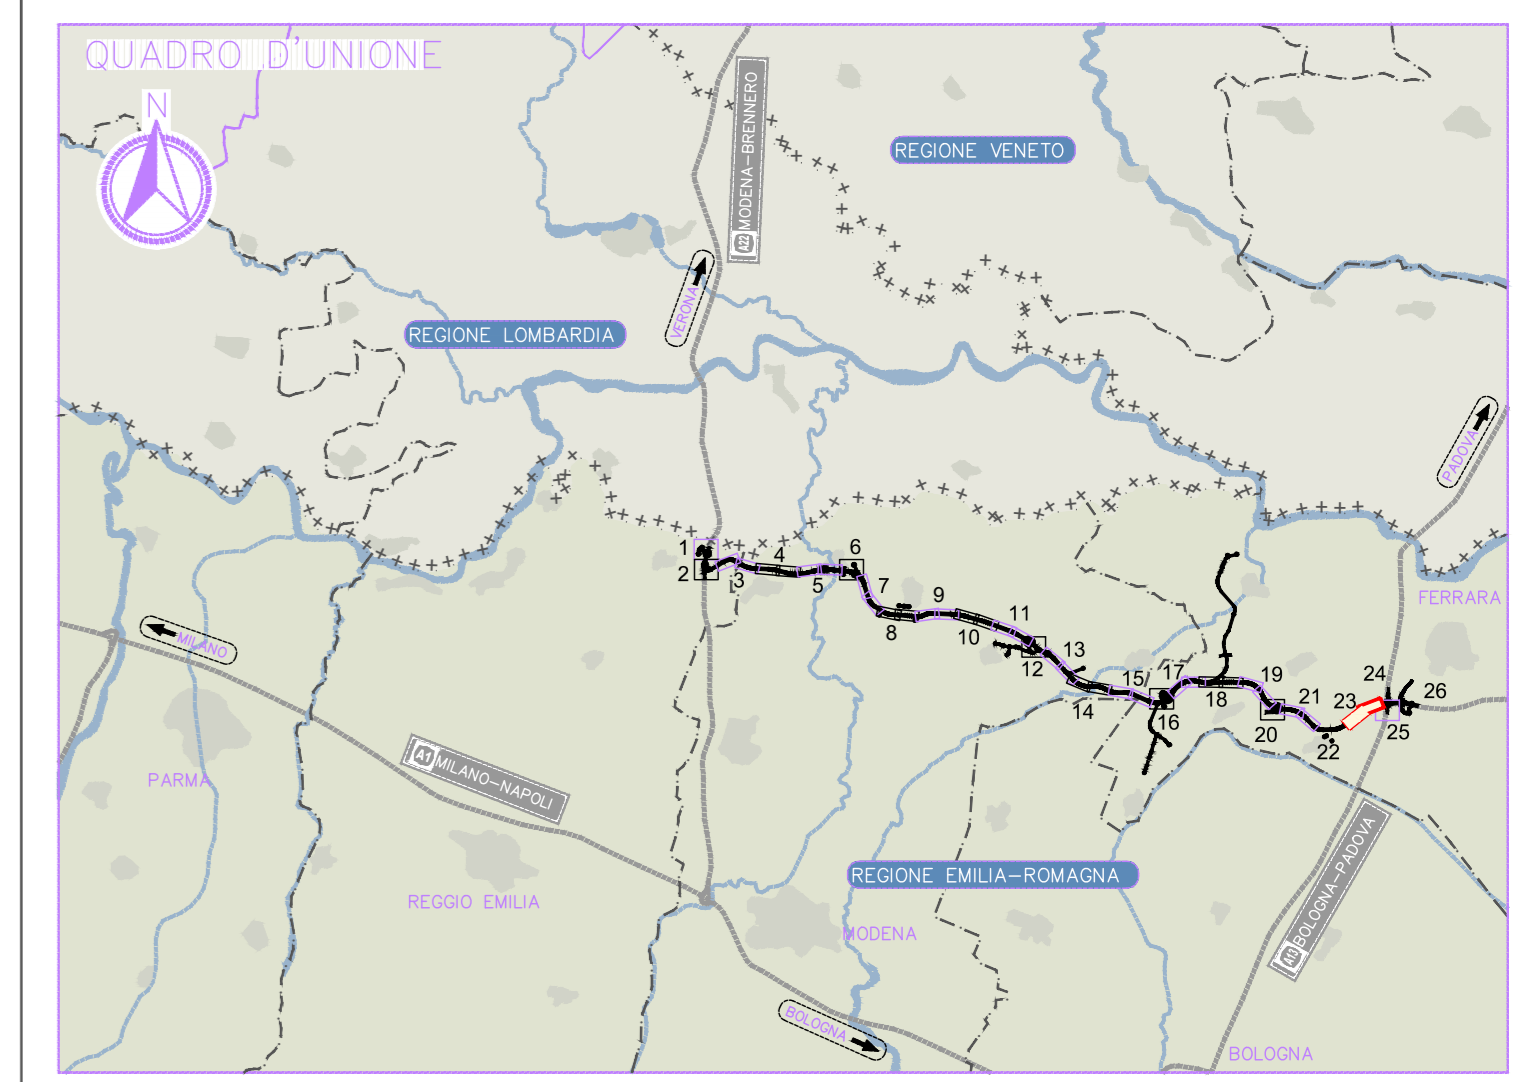 QUADRO D'UNIONE
N
A22 MODENA-BRENNERO
REGIONE VENETO
VERONA
REGIONE LOMBARDIA
PADOVA
1
2
3
4
5
6
7
8
9
10
11
12
13
14
15
16
17
18
19
20
21
22
23
24
25
26
FERRARA
MILANO
PARMA
A1 MILANO-NAPOLI
REGIONE EMILIA-ROMAGNA
A13 BOLOGNA-PADOVA
REGGIO EMILIA
MODENA
BOLOGNA
BOLOGNA